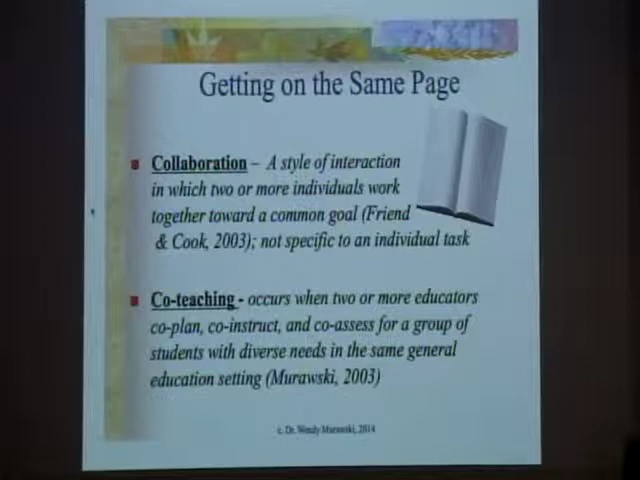 Getting on the Same Page
Collaboration – A style of interaction
in which two or more individuals work
together toward a common goal (Friend
& Cook, 2003); not specific to an individual task
Co-teaching - occurs when two or more educators
co-plan, co-instruct, and co-assess for a group of
students with diverse needs in the same general
education setting (Murawski, 2003)
c. Dr. Wendy Murawski, 2014